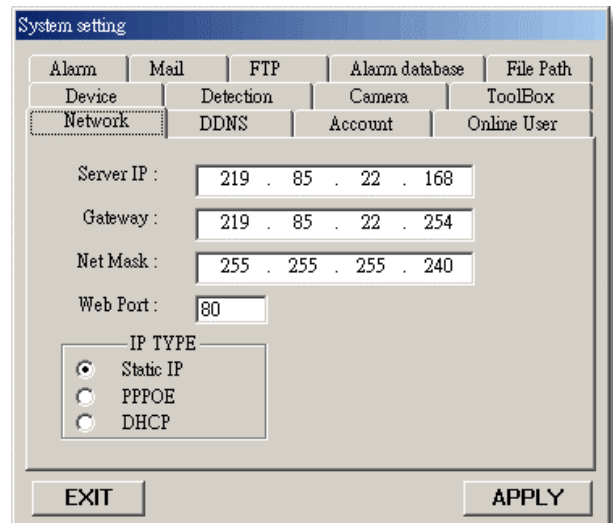 System setting
Alarm Mail FTP Alarm database File Path
Device Detection Camera ToolBox
Network DDNS Account Online User
Server IP : 219 . 85 . 22 . 168
Gateway : 219 . 85 . 22 . 254
Net Mask : 255 . 255 . 255 . 240
Web Port : 80
IP TYPE
Static IP
PPPOE
DHCP
EXIT APPLY